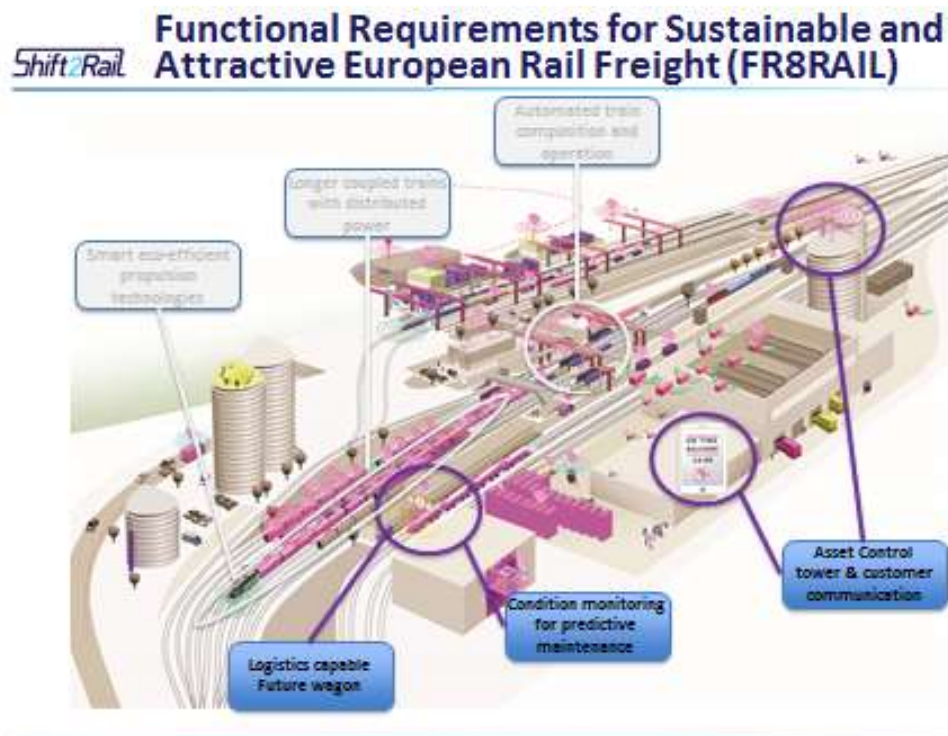 Functional Requirements for Sustainable and
Shift2Rail
Attractive European Rail Freight (FR8RAIL)
Automated train
composition and
operation
Longer coupled trains
with distributed
power
Smart eco-efficient
propulsion
technologies
ON TIME
Asset Control
tower & customer
communication
Condition monitoring
for predictive
maintenance
Logistics capable
Future wagon